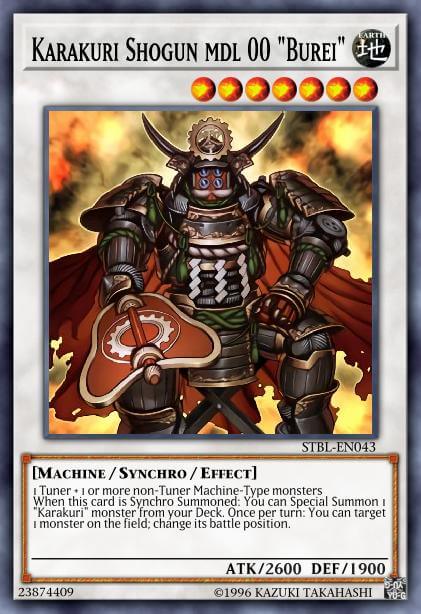 Karakuri Shogun mdl 00 "Burei"
EARTH
地
STBL-EN043
[Machine / Synchro / Effect]
1 Tuner + 1 or more non-Tuner Machine-Type monsters
When this card is Synchro Summoned: You can Special Summon 1
"Karakuri" monster from your Deck. Once per turn: You can target
1 monster on the field; change its battle position.
ATK/2600 DEF/1900
23874409
©1996 KAZUKI TAKAHASHI